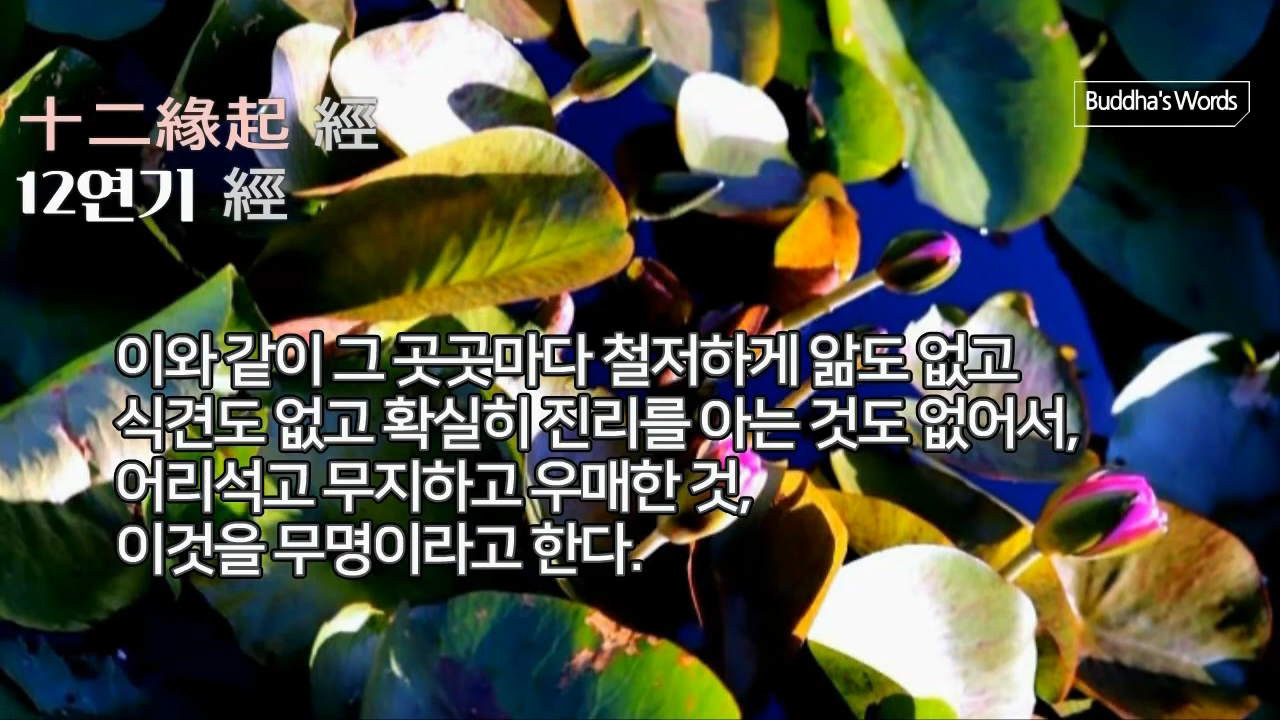 十二緣起 經
12연기 經
Buddha's Words
이와 같이 그 곳곳마다 철저하게 앎도 없고
식견도 없고 확실히 진리를 아는 것도 없어서,
어리석고 무지하고 우매한 것,
이것을 무명이라고 한다.